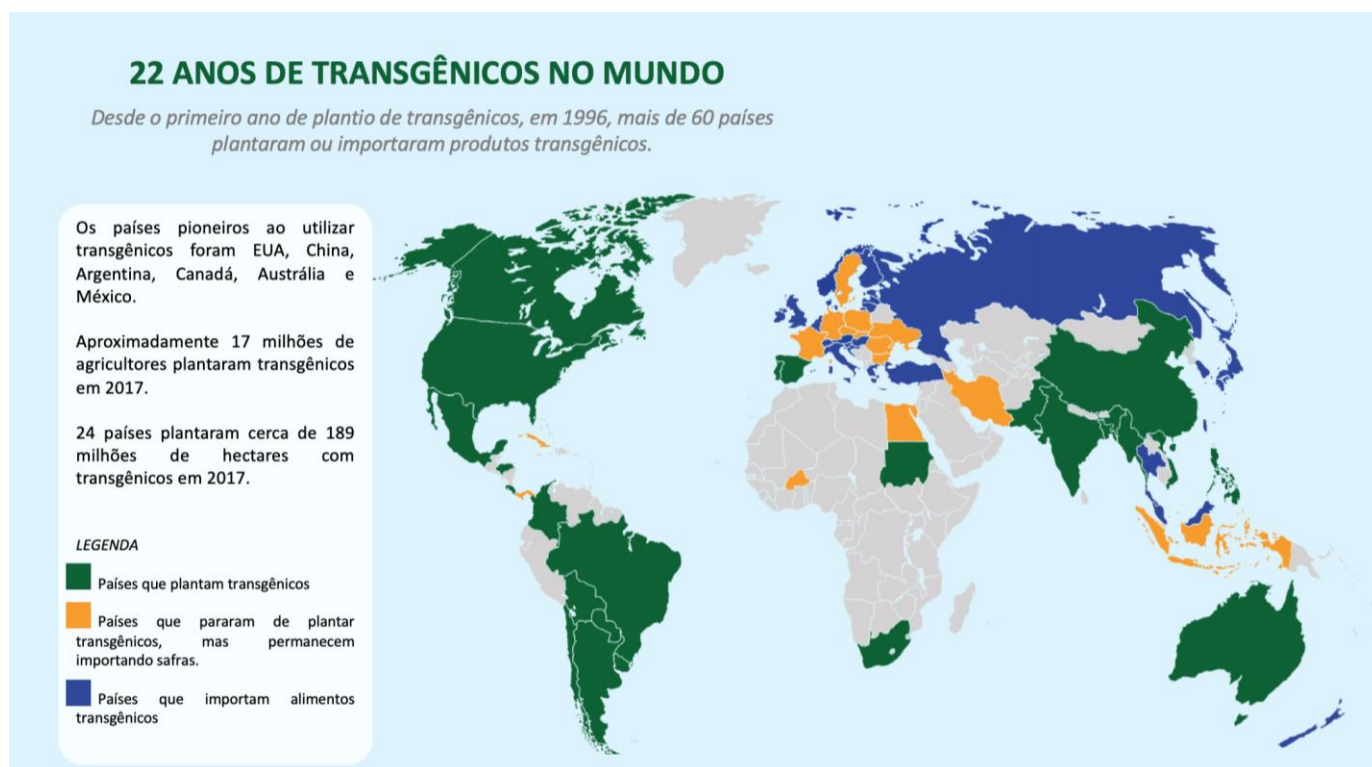 22 ANOS DE TRANSGÊNICOS NO MUNDO
Desde o primeiro ano de plantio de transgênicos, em 1996, mais de 60 países
plantaram ou importaram produtos transgênicos.
Os países pioneiros ao utilizar
transgênicos foram EUA, China,
Argentina, Canadá, Austrália e
México.
Aproximadamente 17 milhões de
agricultores plantaram transgênicos
em 2017.
24 países plantaram cerca de 189
milhões de hectares com
transgênicos em 2017.
LEGENDA
Países que plantam transgênicos
Países que pararam de plantar
transgênicos, mas permanecem
importando safras.
Países que importam alimentos
transgênicos